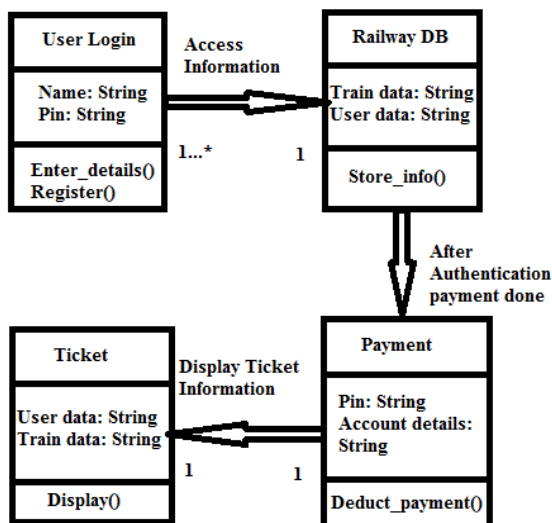 User Login
Name: String
Pin: String
Enter_details()
Register()
Access
Information
1...*
1
Railway DB
Train data: String
User data: String
Store_info()
After
Authentication
payment done
Payment
Pin: String
Account details:
String
Deduct_payment()
Display Ticket
Information
1
1
Ticket
User data: String
Train data: String
Display()